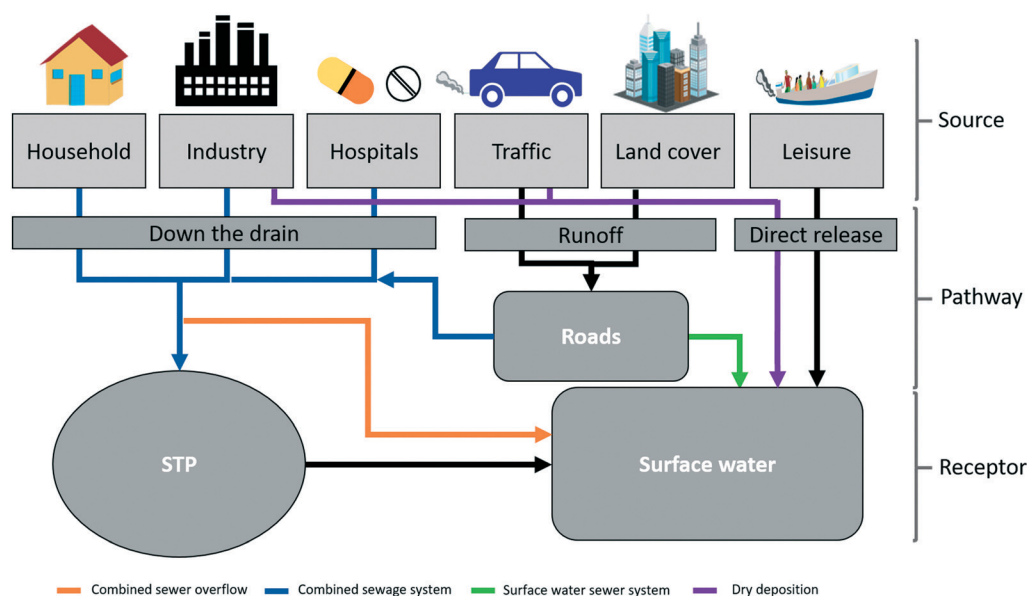 Source
Household
Industry
Hospitals
Traffic
Land cover
Leisure
Down the drain
Runoff
Direct release
Pathway
Roads
STP
Surface water
Receptor
Combined sewer overflow
Combined sewage system
Surface water sewer system
Dry deposition